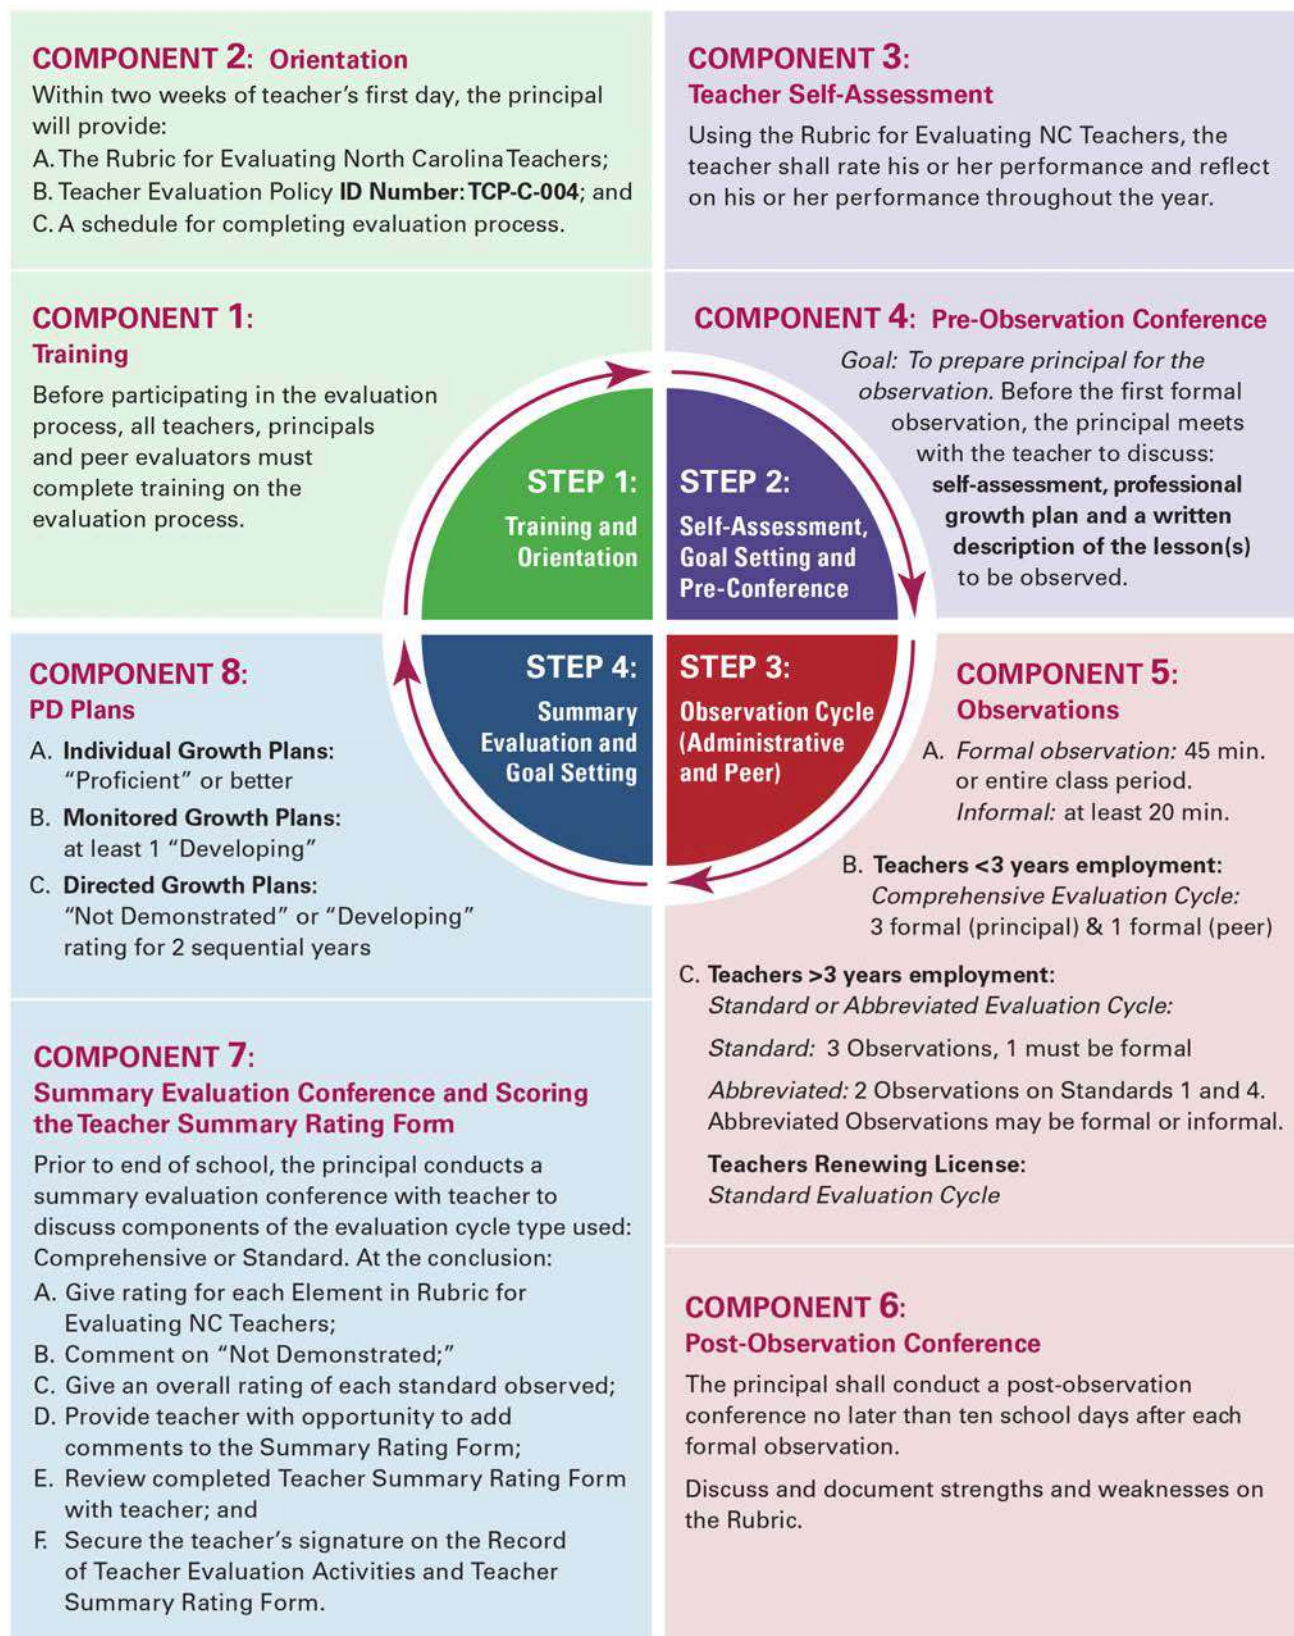 COMPONENT 2: Orientation
Within two weeks of teacher’s first day, the principal
will provide:
A. The Rubric for Evaluating North Carolina Teachers;
B. Teacher Evaluation Policy ID Number: TCP-C-004; and
C. A schedule for completing evaluation process.
COMPONENT 3:
Teacher Self-Assessment
Using the Rubric for Evaluating NC Teachers, the
teacher shall rate his or her performance and reflect
on his or her performance throughout the year.
COMPONENT 1:
Training
Before participating in the evaluation
process, all teachers, principals
and peer evaluators must
complete training on the
evaluation process.
COMPONENT 4: Pre-Observation Conference
Goal: To prepare principal for the
observation. Before the first formal
observation, the principal meets
with the teacher to discuss:
self-assessment, professional
growth plan and a written
description of the lesson(s)
to be observed.
STEP 1:
Training and
Orientation
STEP 2:
Self-Assessment,
Goal Setting and
Pre-Conference
STEP 4:
Summary
Evaluation and
Goal Setting
STEP 3:
Observation Cycle
(Administrative
and Peer)
COMPONENT 8:
PD Plans
A. Individual Growth Plans:
“Proficient” or better
B. Monitored Growth Plans:
at least 1 “Developing”
C. Directed Growth Plans:
“Not Demonstrated” or “Developing”
rating for 2 sequential years
COMPONENT 5:
Observations
A. Formal observation: 45 min.
or entire class period.
Informal: at least 20 min.
B. Teachers <3 years employment:
Comprehensive Evaluation Cycle:
3 formal (principal) & 1 formal (peer)
C. Teachers >3 years employment:
Standard or Abbreviated Evaluation Cycle:
Standard: 3 Observations, 1 must be formal
Abbreviated: 2 Observations on Standards 1 and 4.
Abbreviated Observations may be formal or informal.
Teachers Renewing License:
Standard Evaluation Cycle
COMPONENT 7:
Summary Evaluation Conference and Scoring
the Teacher Summary Rating Form
Prior to end of school, the principal conducts a
summary evaluation conference with teacher to
discuss components of the evaluation cycle type used:
Comprehensive or Standard. At the conclusion:
A. Give rating for each Element in Rubric for
Evaluating NC Teachers;
B. Comment on “Not Demonstrated;”
C. Give an overall rating of each standard observed;
D. Provide teacher with opportunity to add
comments to the Summary Rating Form;
E. Review completed Teacher Summary Rating Form
with teacher; and
F. Secure the teacher’s signature on the Record
of Teacher Evaluation Activities and Teacher
Summary Rating Form.
COMPONENT 6:
Post-Observation Conference
The principal shall conduct a post-observation
conference no later than ten school days after each
formal observation.
Discuss and document strengths and weaknesses on
the Rubric.